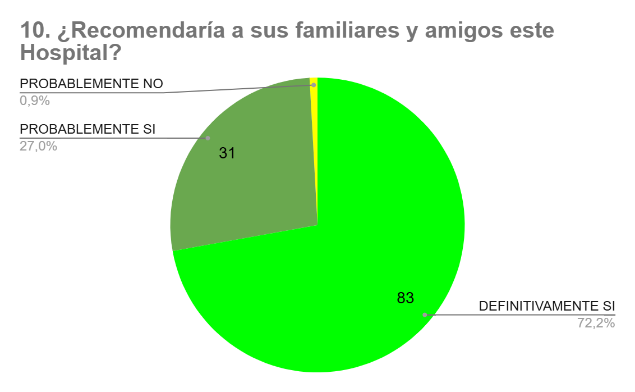 10. ¿Recomendaría a sus familiares y amigos este
Hospital?
PROBABLEMENTE NO
0,9%
PROBABLEMENTE SI
27,0%
31
83
DEFINITIVAMENTE SI
72,2%